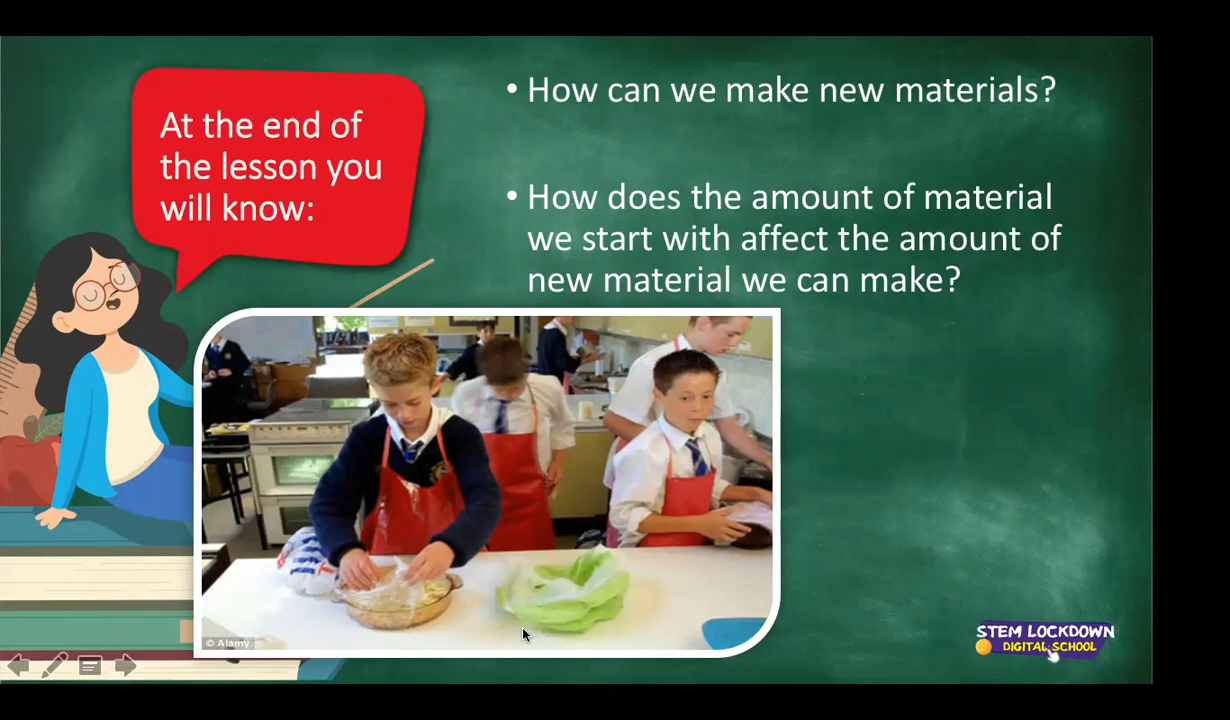 At the end of
the lesson you
will know:
• How can we make new materials?
• How does the amount of material
we start with affect the amount of
new material we can make?
© Alamy
STEM LOCKDOWN
DIGITAL SCHOOL